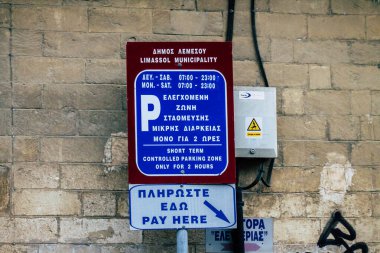 ΔΗΜΟΣ ΛΕΜΕΣΟΥ
LIMASSOL MUNICIPALITY
ΔΕΥ. - ΣΑΒ. 07:00 - 23:00
MON. - SAT. 07:00 - 23:00
P ΕΛΕΓΧΟΜΕΝΗ
ΖΩΝΗ
ΣΤΑΘΜΕΥΣΗΣ
ΜΙΚΡΗΣ ΔΙΑΡΚΕΙΑΣ
ΜΟΝΟ ΓΙΑ 2 ΩΡΕΣ
SHORT TERM
CONTROLLED PARKING ZONE
ONLY FOR 2 HOURS
ΠΛΗΡΩΣΤΕ
ΕΔΩ
PAY HERE